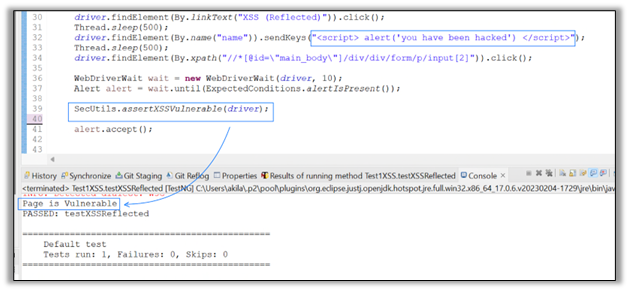 30 driver.findElement(By.linkText("XSS (Reflected)")).click();
31 Thread.sleep(500);
32 driver.findElement(By.name("name")).sendKeys("<script> alert('you have been hacked') </script>");
33 Thread.sleep(500);
34 driver.findElement(By.xpath("//*[@id=\"main_body\"]/div/div/form/p/input[2]")).click();
35
36 WebDriverWait wait = new WebDriverWait(driver, 10);
37 Alert alert = wait.until(ExpectedConditions.alertIsPresent());
38
39 SecUtils.assertXSSVulnerable(driver);
40
41 alert.accept();
42
43
History Synchronize Git Staging Git Reflog Properties Results of running method Test1XSS.testXSSReflected Console
<terminated> Test1XSS.testXSSReflected [TestNG] C:\Users\akila\.p2\pool\plugins\org.eclipse.justj.openjdk.hotspot.jre.full.win32.x86_64_17.0.6.v20230204-1729\jre\bin\jav
Page is Vulnerable
PASSED: testXSSReflected
===============================================
Default test
Tests run: 1, Failures: 0, Skips: 0
===============================================